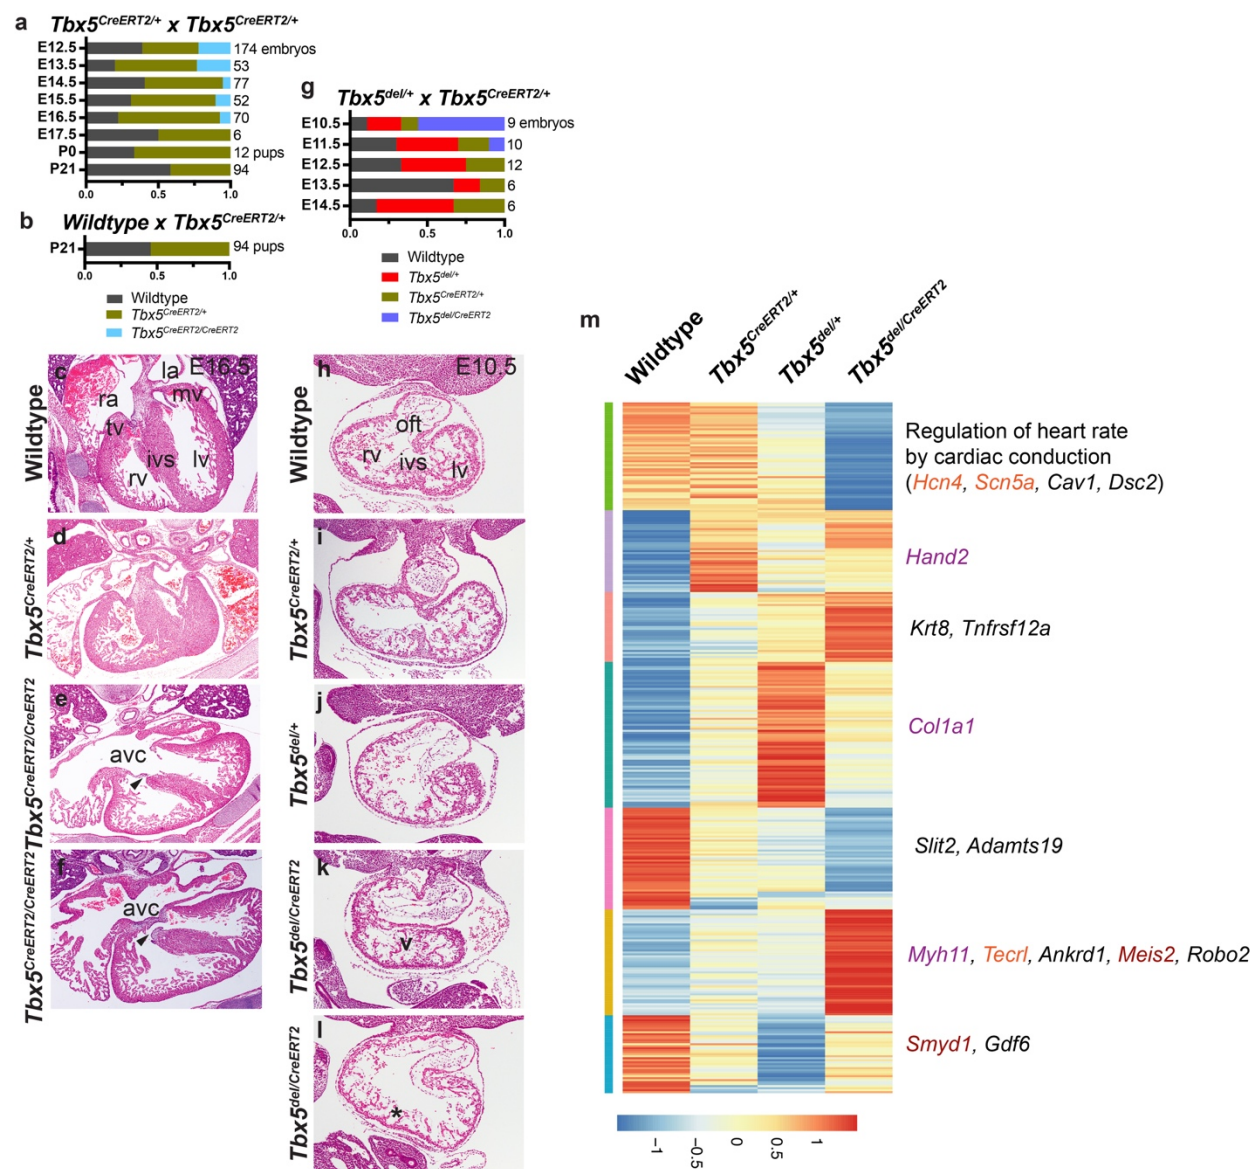 a
Tbx5CreERT2/+ x Tbx5CreERT2/+
E12.5
174 embryos
E13.5
53
E14.5
77
E15.5
52
E16.5
70
E17.5
6
P0
12 pups
P21
94
0.0 0.5 1.0
b
Wildtype x Tbx5CreERT2/+
P21
94 pups
0.0 0.5 1.0
Wildtype
Tbx5CreERT2/+
Tbx5CreERT2/CreERT2
g
Tbx5del/+ x Tbx5CreERT2/+
E10.5
9 embryos
E11.5
10
E12.5
12
E13.5
6
E14.5
6
0.0 0.5 1.0
Wildtype
Tbx5del/+
Tbx5CreERT2/+
Tbx5del/CreERT2
Wildtype
c
la
E16.5
ra
mv
tv
ivs
lv
rv
Tbx5CreERT2/+
d
Tbx5CreERT2/CreERT2
e
avc
Tbx5CreERT2/CreERT2
f
avc
Wildtype
h
E10.5
oft
rv
ivs
lv
Tbx5CreERT2/+
i
Tbx5del/+
j
Tbx5del/CreERT2
k
v
Tbx5del/CreERT2
l
*
m
Wildtype
Tbx5CreERT2/+
Tbx5del/+
Tbx5del/CreERT2
Regulation of heart rate
by cardiac conduction
(Hcn4, Scn5a, Cav1, Dsc2)
Hand2
Krt8, Tnfrsf12a
Col1a1
Slit2, Adamts19
Myh11, Tecrl, Ankrd1, Meis2, Robo2
Smyd1, Gdf6
−1 −0.5 0 0.5 1